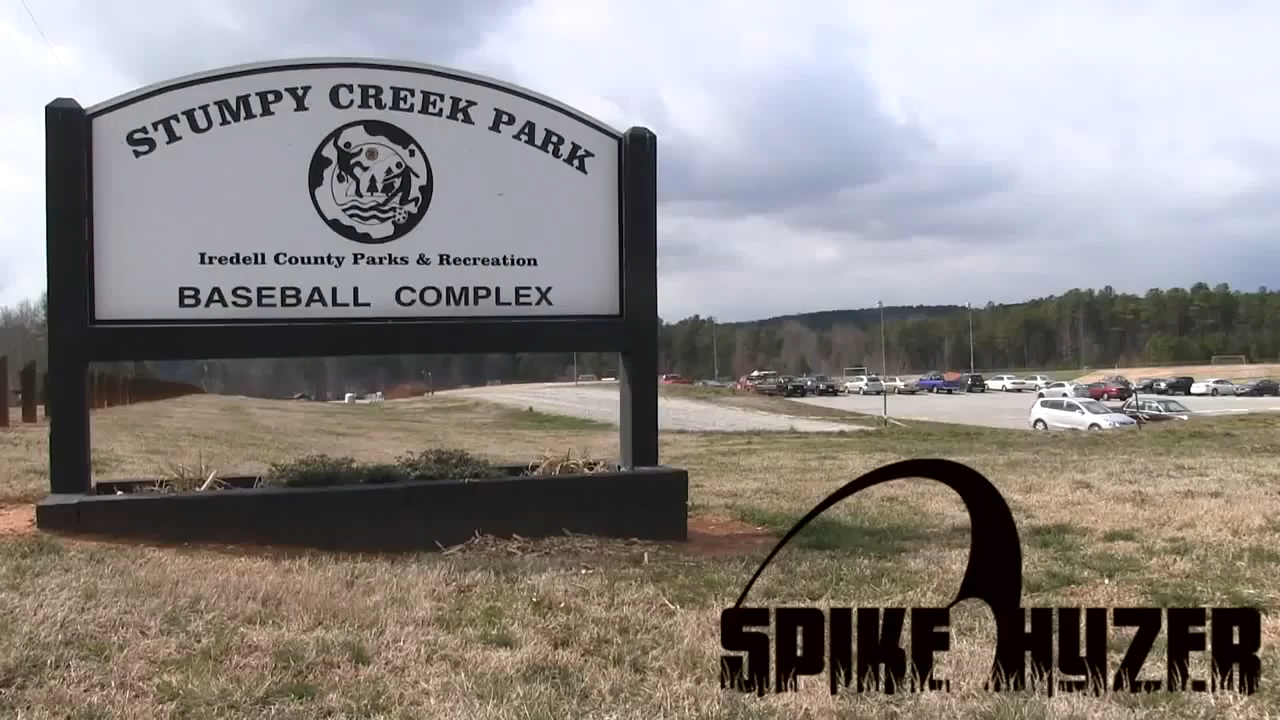 STUMPY CREEK PARK
Iredell County Parks & Recreation
BASEBALL COMPLEX
SPIKE HYZER